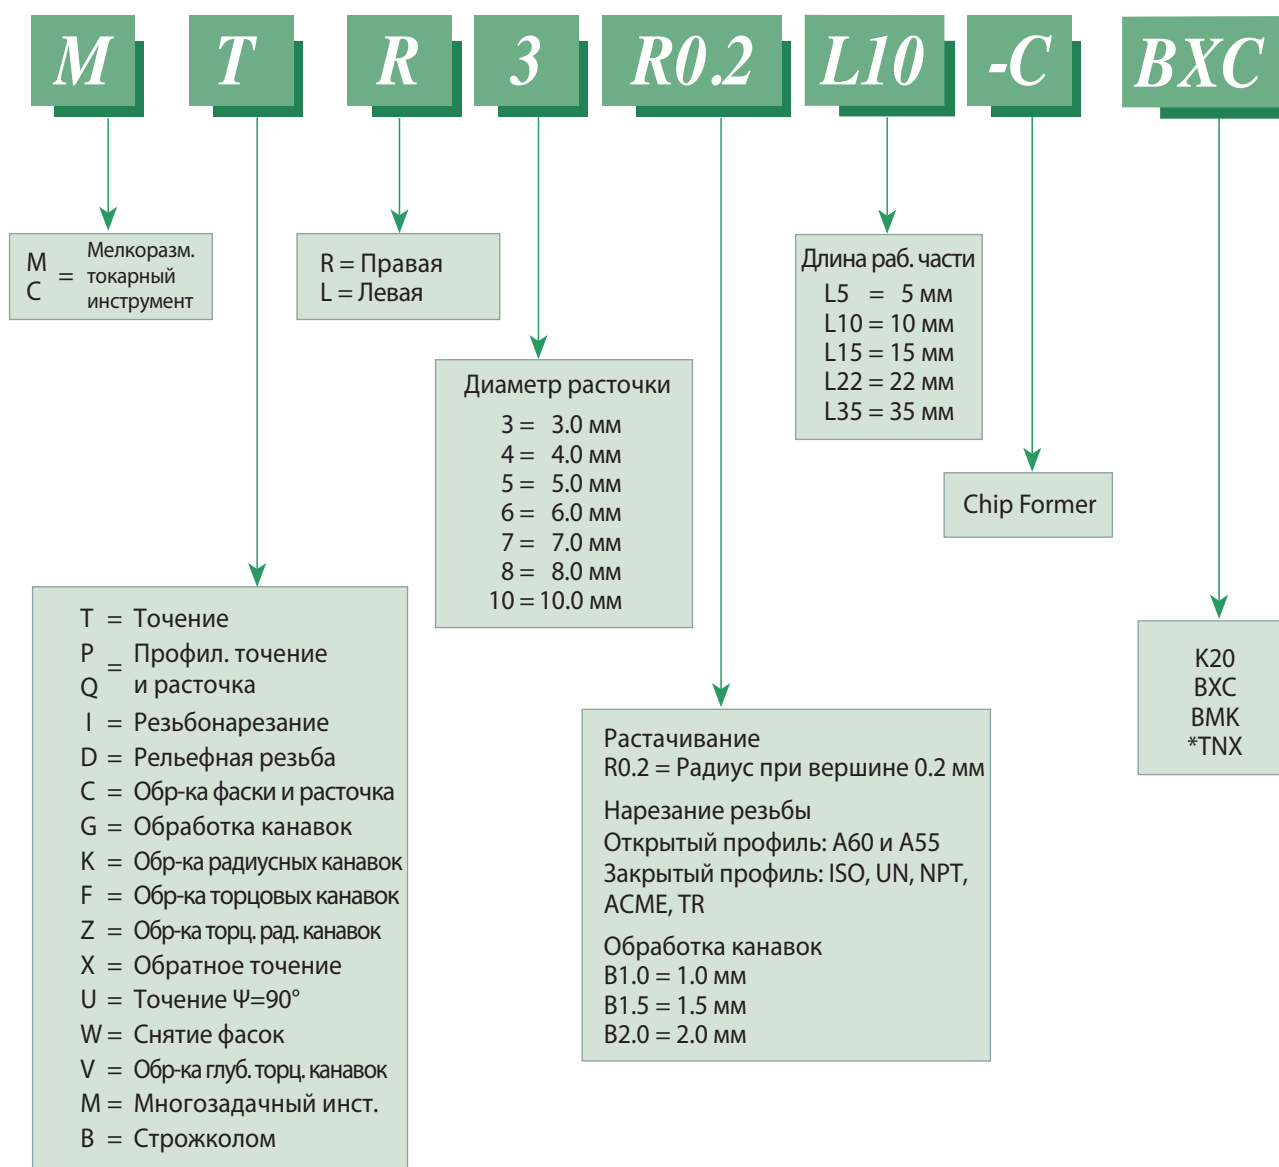 M T R 3 R0.2 L10 -C BXC
M
C
=
Мелкоразм.
токарный
инструмент
R = Правая
L = Левая
Длина раб. части
L5 = 5 мм
L10 = 10 мм
L15 = 15 мм
L22 = 22 мм
L35 = 35 мм
Диаметр расточки
3 = 3.0 мм
4 = 4.0 мм
5 = 5.0 мм
6 = 6.0 мм
7 = 7.0 мм
8 = 8.0 мм
10 = 10.0 мм
Chip Former
T = Точение
P
Q
=
Профил. точение
и расточка
I = Резьбонарезание
D = Рельефная резьба
C = Обр-ка фаски и расточка
G = Обработка канавок
K = Обр-ка радиусных канавок
F = Обр-ка торцовых канавок
Z = Обр-ка торц. рад. канавок
X = Обратное точение
U = Точение Ψ=90°
W = Снятие фасок
V = Обр-ка глуб. торц. канавок
M = Многозадачный инст.
B = Строжколом
Растачивание
R0.2 = Радиус при вершине 0.2 мм
Нарезание резьбы
Открытый профиль: A60 и A55
Закрытый профиль: ISO, UN, NPT,
ACME, TR
Обработка канавок
B1.0 = 1.0 мм
B1.5 = 1.5 мм
B2.0 = 2.0 мм
K20
BXC
BMK
*TNX